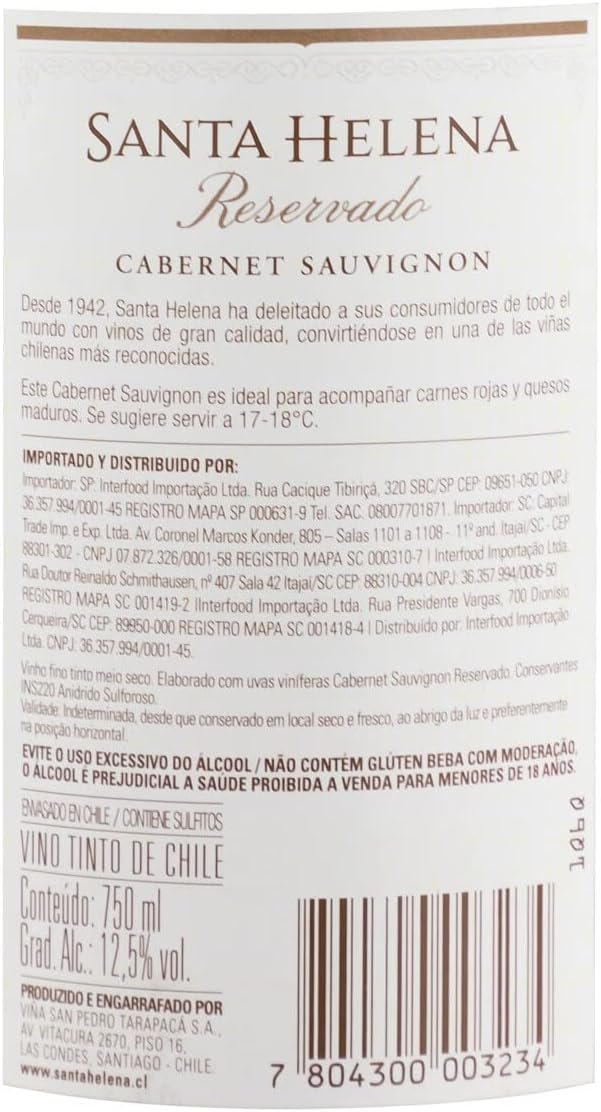 SANTA HELENA
Reservado
CABERNET SAUVIGNON
Desde 1942, Santa Helena ha deleitado a sus consumidores de todo el
mundo con vinos de gran calidad, convirtiéndose en una de las viñas
chilenas más reconocidas.
Este Cabernet Sauvignon es ideal para acompañar carnes rojas y quesos
maduros. Se sugiere servir a 17-18°C.
IMPORTADO Y DISTRIBUIDO POR:
Importador: SP: Interfood Importação Ltda. Rua Cacique Tibiriçá, 320 SBC/SP CEP: 09651-050 CNPJ:
36.357.994/0001-45 REGISTRO MAPA SP 000631-9 Tel. SAC. 08007701871. Importador: SC: Capital
Trade Imp. e Exp. Ltda. Av. Coronel Marcos Konder, 805 – Salas 1101 a 1108 - 11º and. Itajaí/SC - CEP
88301-302 - CNPJ 07.872.326/0001-58 REGISTRO MAPA SC 000310-7 | Interfood Importação Ltda.
Rua Doutor Reinaldo Schmithausen, nº 407 Sala 42 Itajaí/SC CEP: 88310-004 CNPJ: 36.357.994/0006-50
REGISTRO MAPA SC 001419-2 |Interfood Importação Ltda. Rua Presidente Vargas, 700 Dionísio
Cerqueira/SC CEP: 89950-000 REGISTRO MAPA SC 001418-4 | Distribuído por: Interfood Importação
Ltda. CNPJ: 36.357.994/0001-45.
Vinho fino tinto meio seco. Elaborado com uvas viníferas Cabernet Sauvignon Reservado. Conservantes
INS220 Anidrido Sulforoso.
Validade: Indeterminada, desde que conservado em local seco e fresco, ao abrigo da luz e preferentemente
na posição horizontal.
EVITE O USO EXCESSIVO DO ÁLCOOL / NÃO CONTÉM GLÚTEN BEBA COM MODERAÇÃO,
O ÁLCOOL É PREJUDICIAL A SAÚDE PROIBIDA A VENDA PARA MENORES DE 18 AÑOS.
ENVASADO EN CHILE / CONTIENE SULFITOS
VINO TINTO DE CHILE
Conteúdo: 750 ml
Grad. Alc.: 12,5% vol.
PRODUZIDO E ENGARRAFADO POR
VIÑA SAN PEDRO TARAPACÁ S.A.,
AV. VITACURA 2670, PISO 16,
LAS CONDES, SANTIAGO - CHILE.
www.santahelena.cl
7 804300 003234